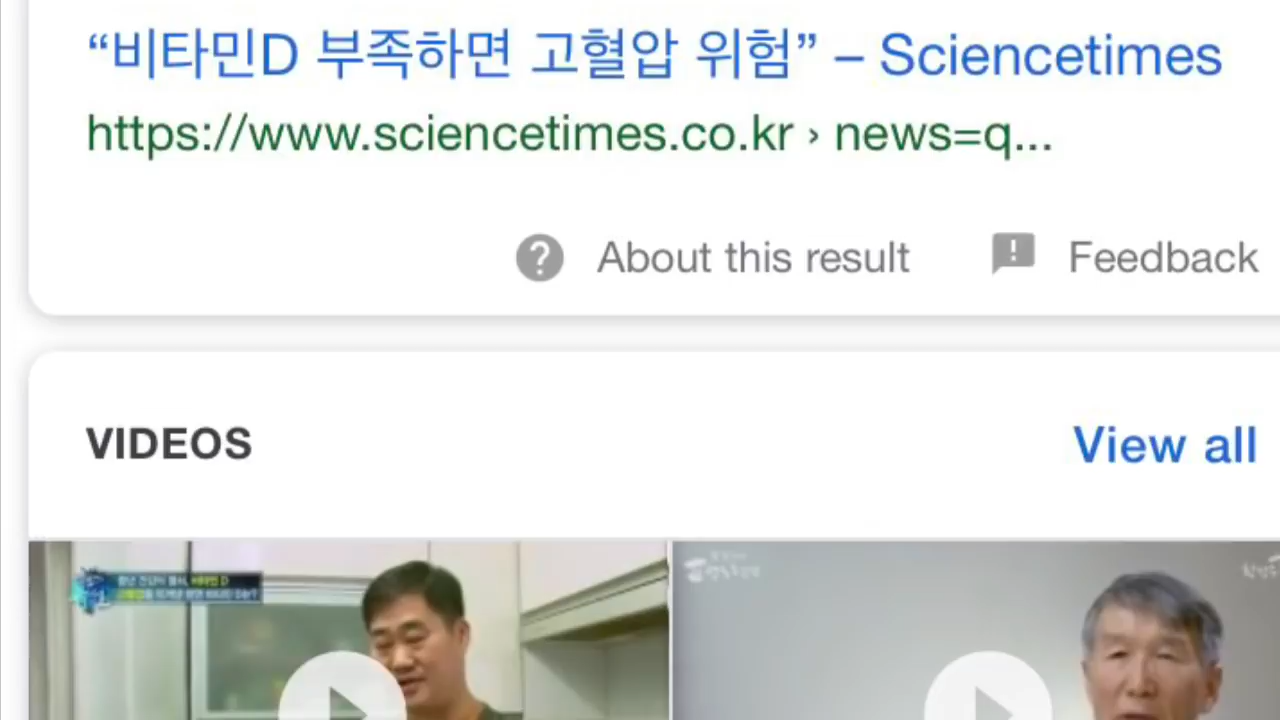 “비타민D 부족하면 고혈압 위험” – Sciencetimes
https://www.sciencetimes.co.kr › news=q...
About this result
Feedback
VIDEOS
View all